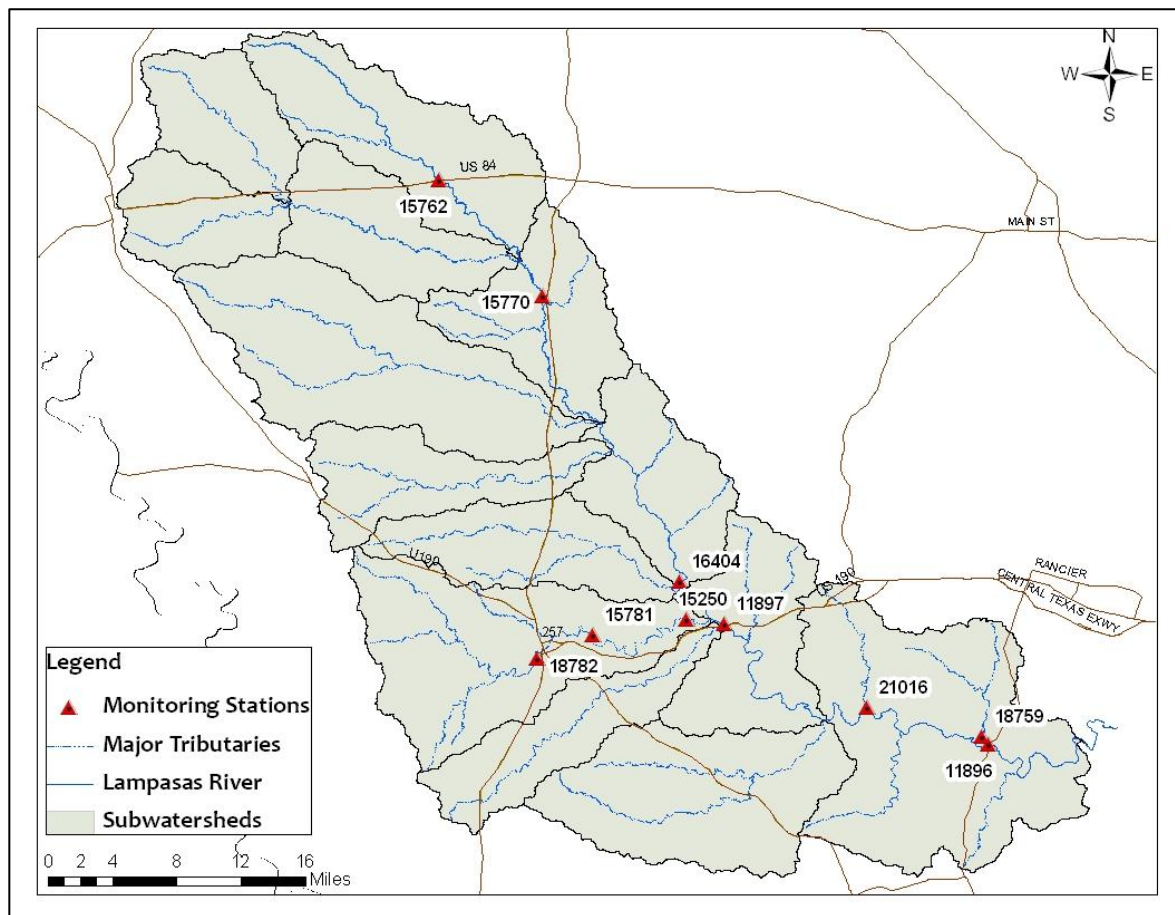 N
W E
S
US 84
15762
MAIN ST
15770
U190
16404
15250
11897
US 190
RANCIER
CENTRAL TEXAS EXWY
15781
257
18782
21016
18759
11896
Legend
Monitoring Stations
Major Tributaries
Lampasas River
Subwatersheds
0 2 4 8 12 16
Miles